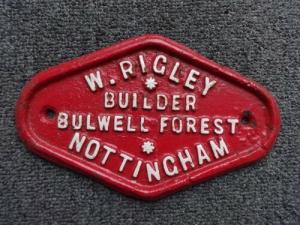 W. RIGLEY
BUILDER
BULWELL FOREST
NOTTINGHAM